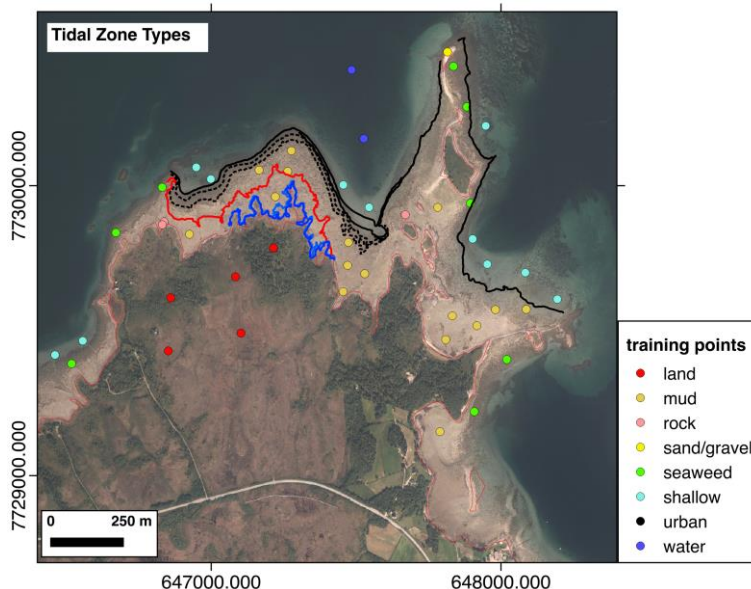 Tidal Zone Types
7730000.000
7729000.000
0 250 m
647000.000 648000.000
training points
land
mud
rock
sand/gravel
seaweed
shallow
urban
water